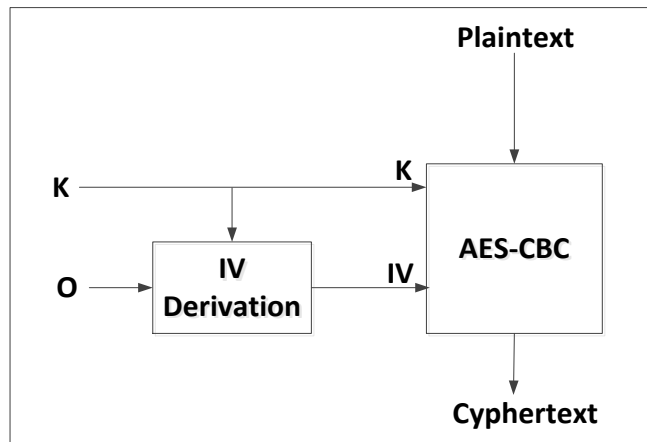 Plaintext
K
K
AES-CBC
IV
Derivation
O
IV
Cyphertext